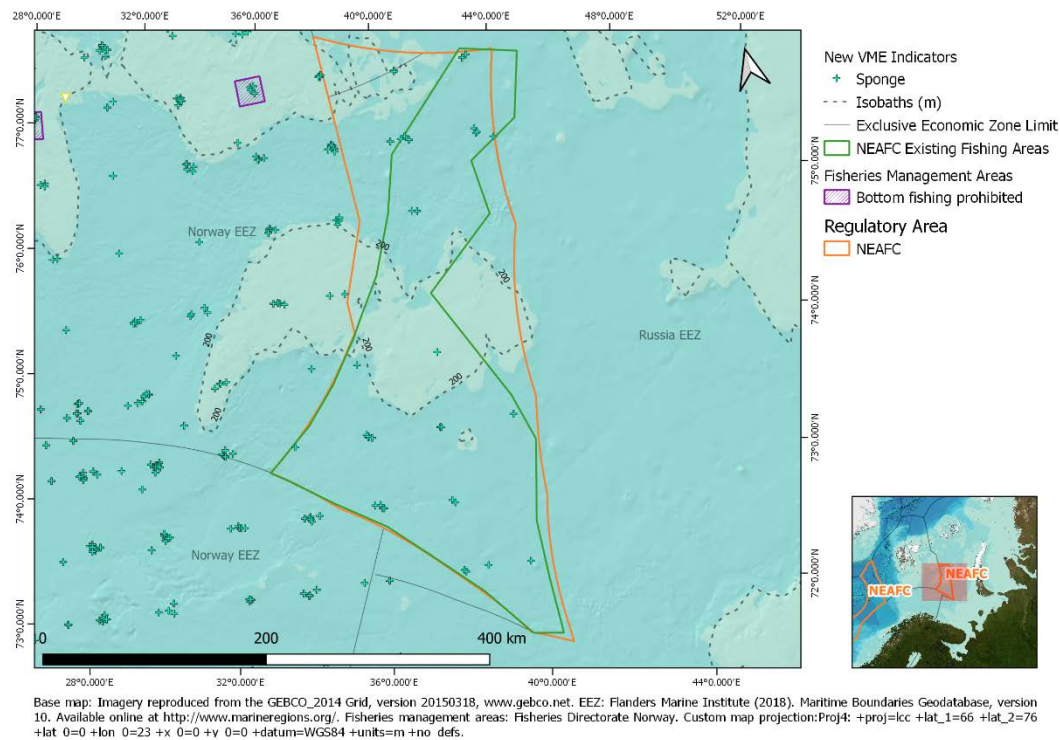 28°0.000'E 32°0.000'E 36°0.000'E 40°0.000'E 44°0.000'E 48°0.000'E 52°0.000'E
77°0.000'N
76°0.000'N
75°0.000'N
74°0.000'N
73°0.000'N
75°0.000'N
74°0.000'N
73°0.000'N
72°0.000'N
Norway EEZ
Russia EEZ
Norway EEZ
200
200
200
200
200
200
0 200 400 km
28°0.000'E 32°0.000'E 36°0.000'E 40°0.000'E 44°0.000'E
New VME Indicators
Sponge
Isobaths (m)
Exclusive Economic Zone Limit
NEAFC Existing Fishing Areas
Fisheries Management Areas
Bottom fishing prohibited
Regulatory Area
NEAFC
NEAFC
NEAFC
Base map: Imagery reproduced from the GEBCO_2014 Grid, version 20150318, www.gebco.net. EEZ: Flanders Marine Institute (2018). Maritime Boundaries Geodatabase, version
10. Available online at http://www.marineregions.org/. Fisheries management areas: Fisheries Directorate Norway. Custom map projection:Proj4: +proj=lcc +lat_1=66 +lat_2=76
+lat_0=0 +lon_0=23 +x_0=0 +y_0=0 +datum=WGS84 +units=m +no_defs.